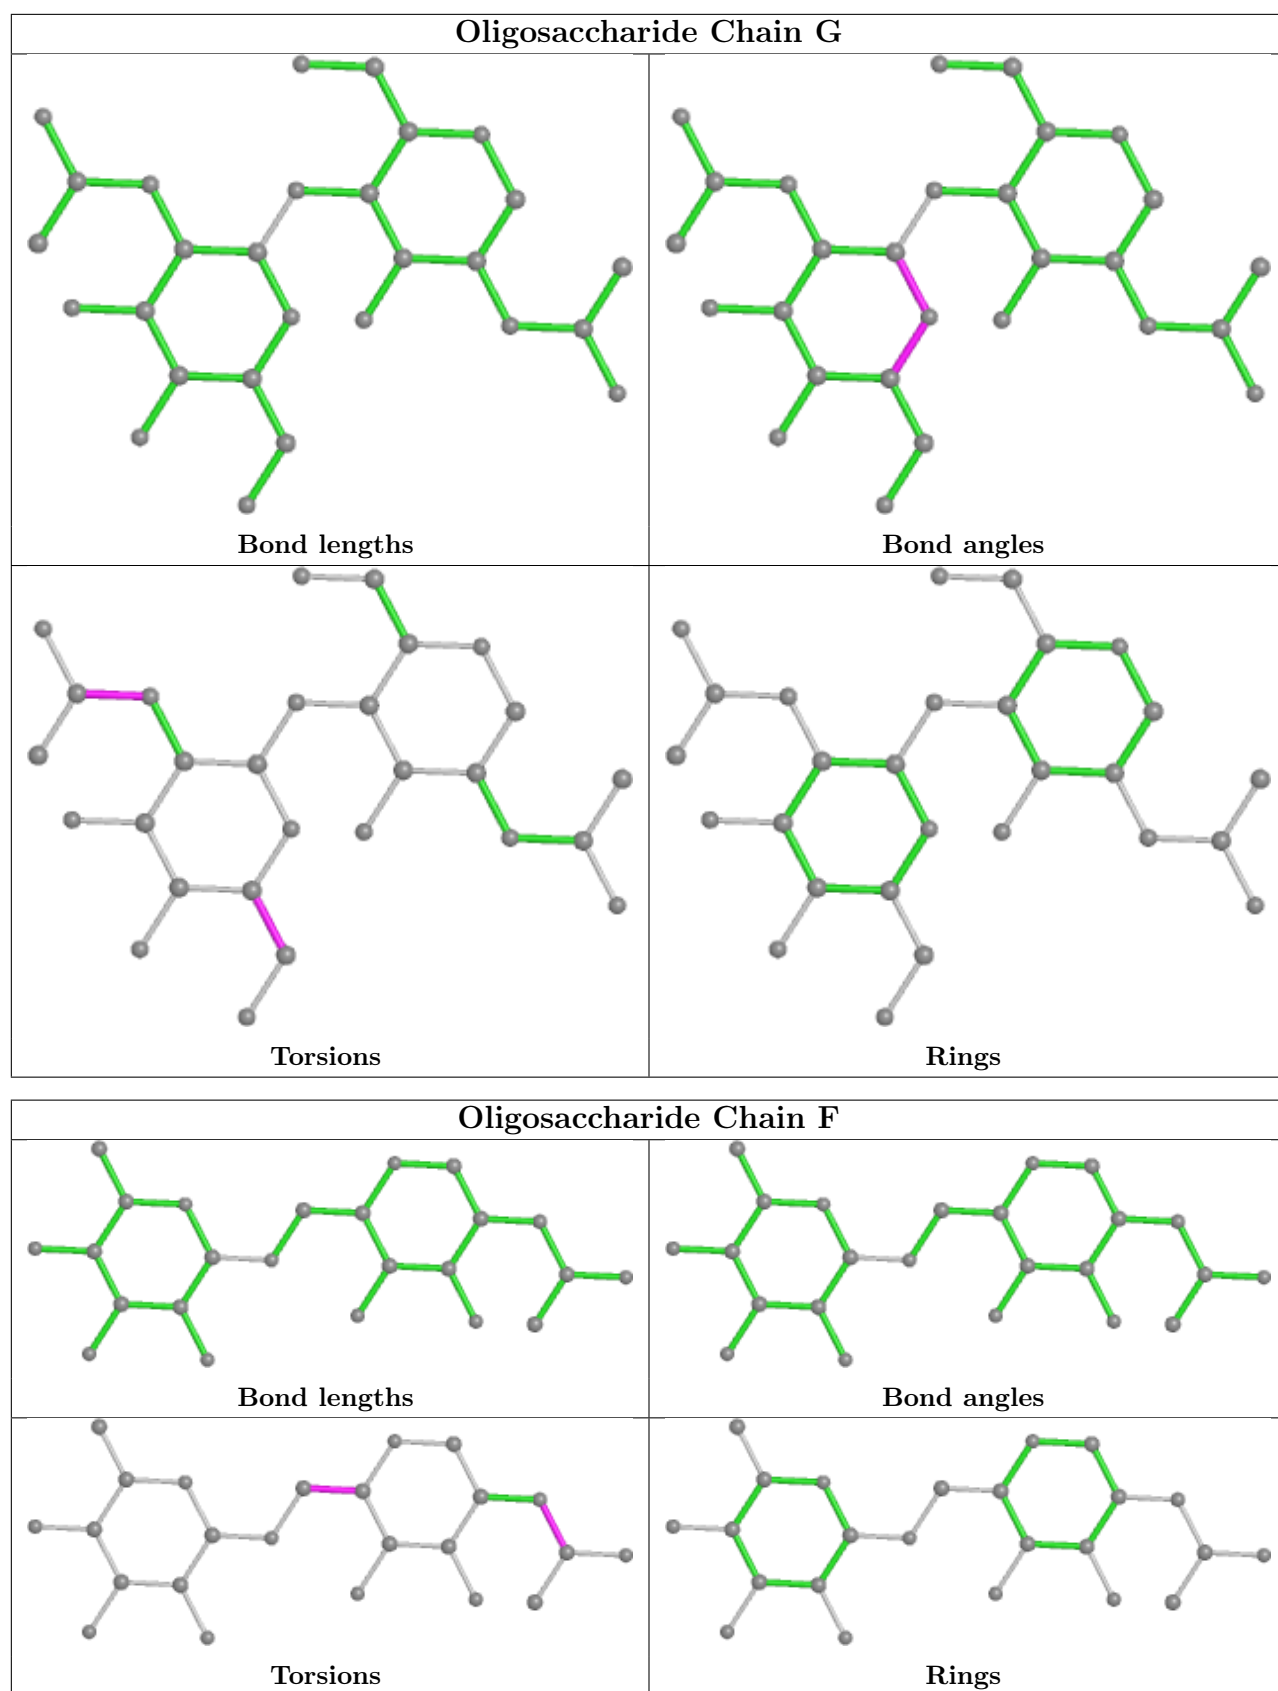 Oligosaccharide Chain G
Bond lengths
Bond angles
Torsions
Rings
Oligosaccharide Chain F
Bond lengths
Bond angles
Torsions
Rings